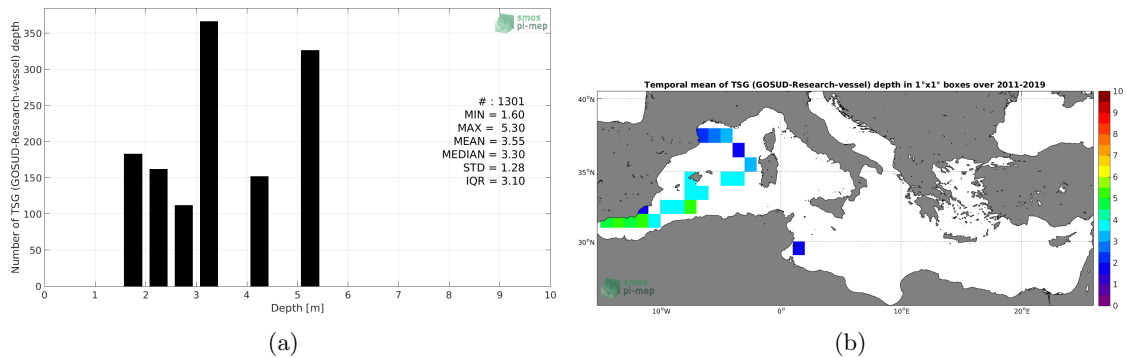 smos
pi-mep
Number of TSG (GOSUD-Research-vessel) depth
350
300
250
200
150
100
50
0
# : 1301
MIN = 1.60
MAX = 5.30
MEAN = 3.55
MEDIAN = 3.30
STD = 1.28
IQR = 3.10
0 1 2 3 4 5 6 7 8 9 10
Depth [m]
(a)
Temporal mean of TSG (GOSUD-Research-vessel) depth in 1°x1° boxes over 2011-2019
40°N
35°N
30°N
10°W 0° 10°E 20°E
10
9
8
7
6
5
4
3
2
1
0
smos
pi-mep
(b)